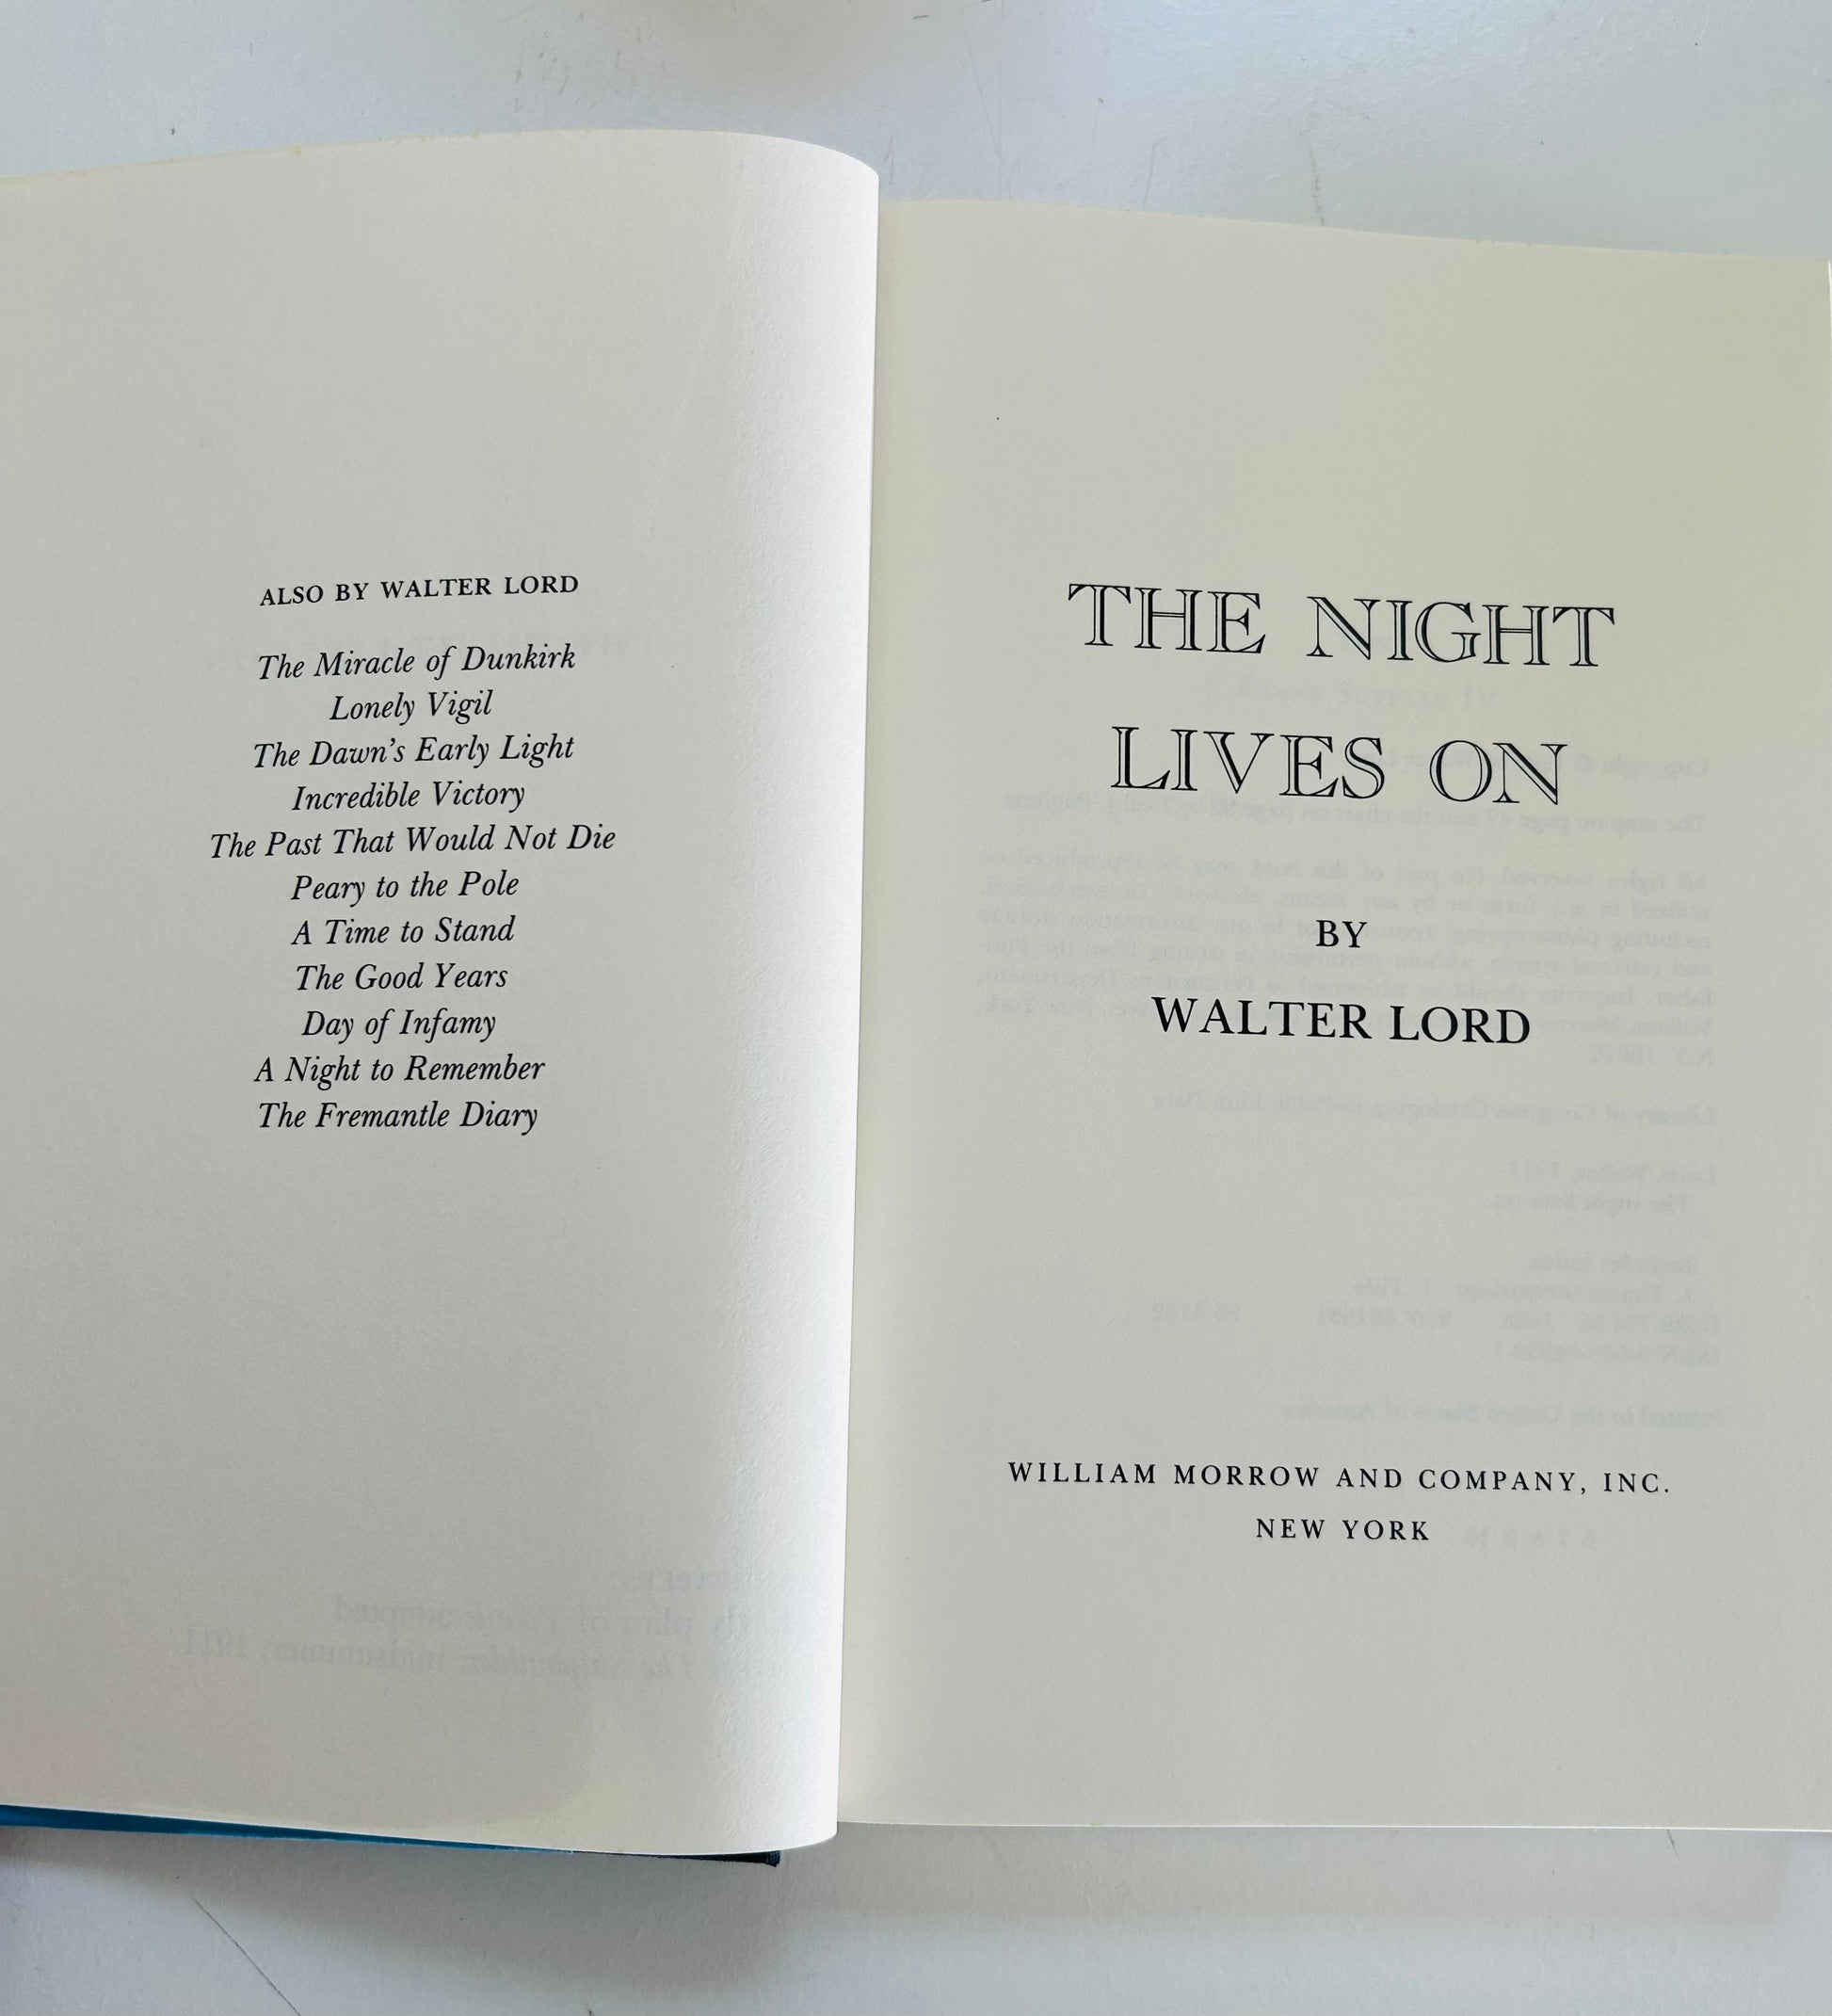 ALSO BY WALTER LORD
The Miracle of Dunkirk
Lonely Vigil
The Dawn's Early Light
Incredible Victory
The Past That Would Not Die
Peary to the Pole
A Time to Stand
The Good Years
Day of Infamy
A Night to Remember
The Fremantle Diary
THE NIGHT
LIVES ON
BY
WALTER LORD
WILLIAM MORROW AND COMPANY, INC.
NEW YORK